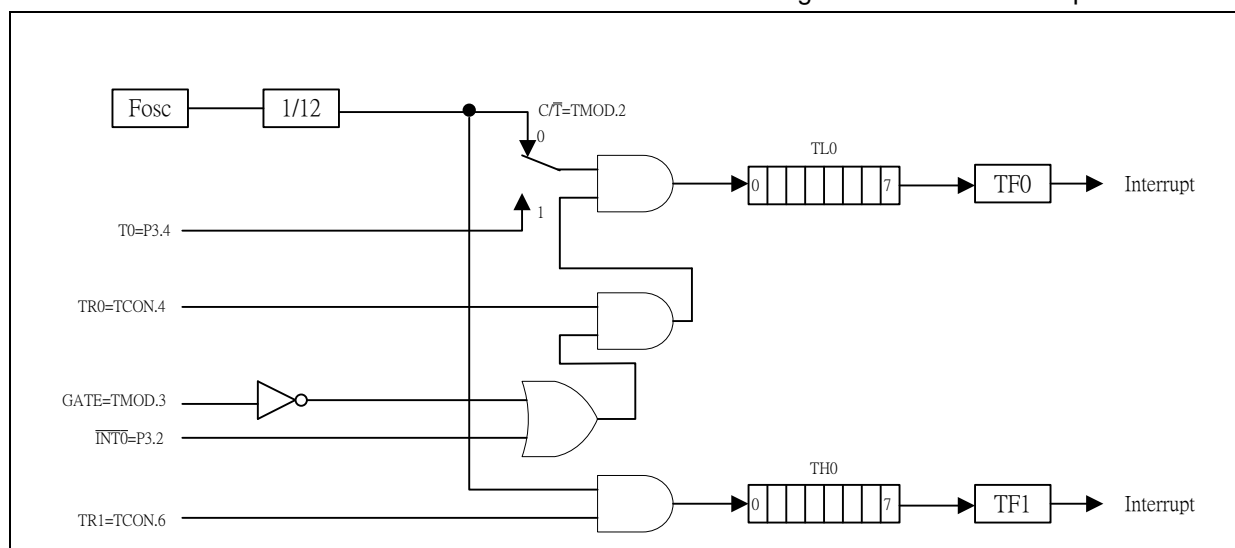 Fosc
1/12
C/T̅=TMOD.2
0
TL0
0
7
TF0
Interrupt
1
T0=P3.4
TR0=TCON.4
GATE=TMOD.3
I̅N̅T̅0̅=P3.2
TH0
0
7
TF1
Interrupt
TR1=TCON.6